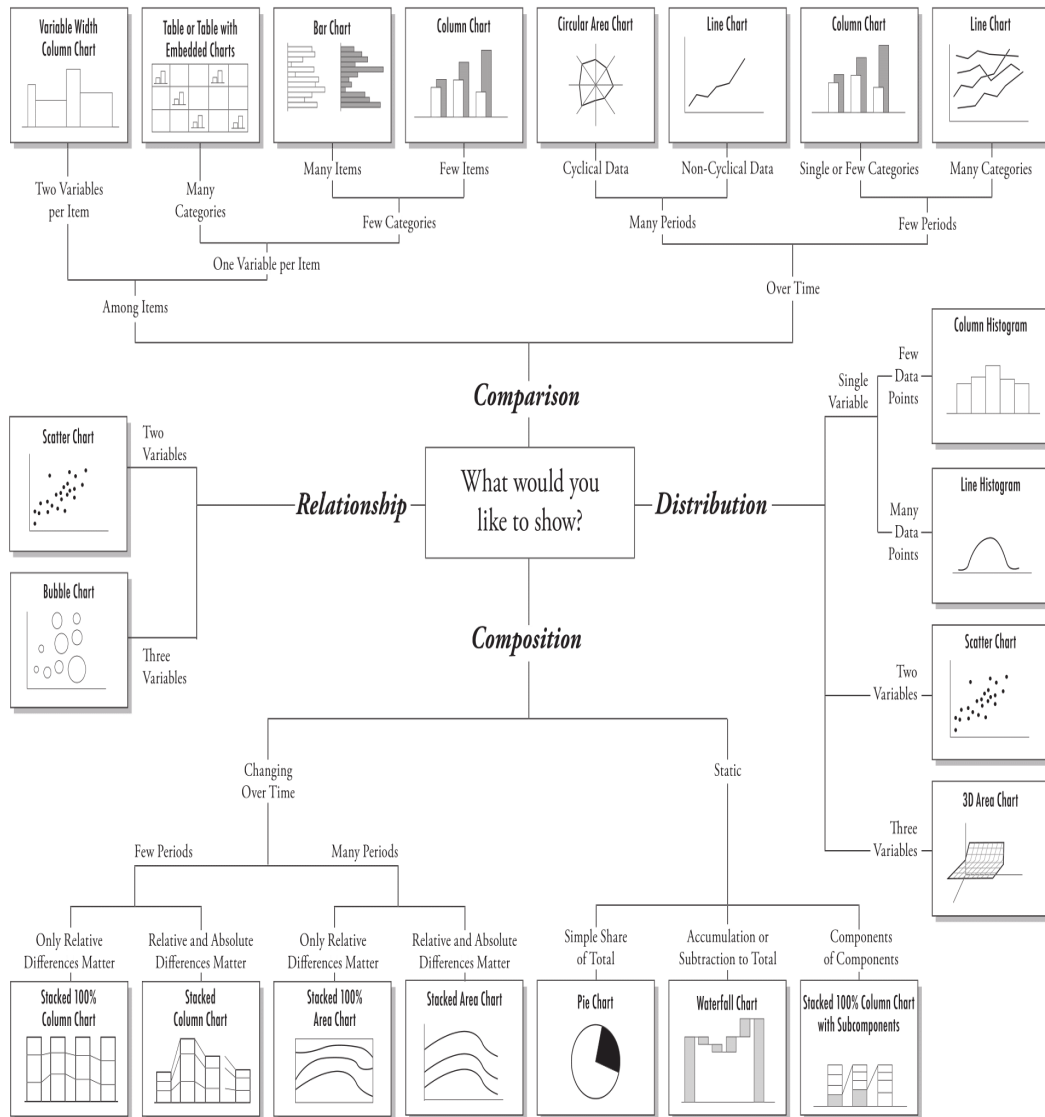 Variable Width
Column Chart
Table or Table with
Embedded Charts
Bar Chart
Column Chart
Circular Area Chart
Line Chart
Column Chart
Line Chart
Two Variables
per Item
Many
Categories
Many Items
Few Items
Cyclical Data
Non-Cyclical Data
Single or Few Categories
Many Categories
Few Categories
Many Periods
Few Periods
One Variable per Item
Among Items
Over Time
Comparison
What would you
like to show?
Relationship
Two
Variables
Scatter Chart
Three
Variables
Bubble Chart
Distribution
Single
Variable
Few
Data
Points
Column Histogram
Many
Data
Points
Line Histogram
Two
Variables
Scatter Chart
Three
Variables
3D Area Chart
Composition
Changing
Over Time
Static
Few Periods
Many Periods
Only Relative
Differences Matter
Relative and Absolute
Differences Matter
Only Relative
Differences Matter
Relative and Absolute
Differences Matter
Simple Share
of Total
Accumulation or
Subtraction to Total
Components
of Components
Stacked 100%
Column Chart
Stacked
Column Chart
Stacked 100%
Area Chart
Stacked Area Chart
Pie Chart
Waterfall Chart
Stacked 100% Column Chart
with Subcomponents